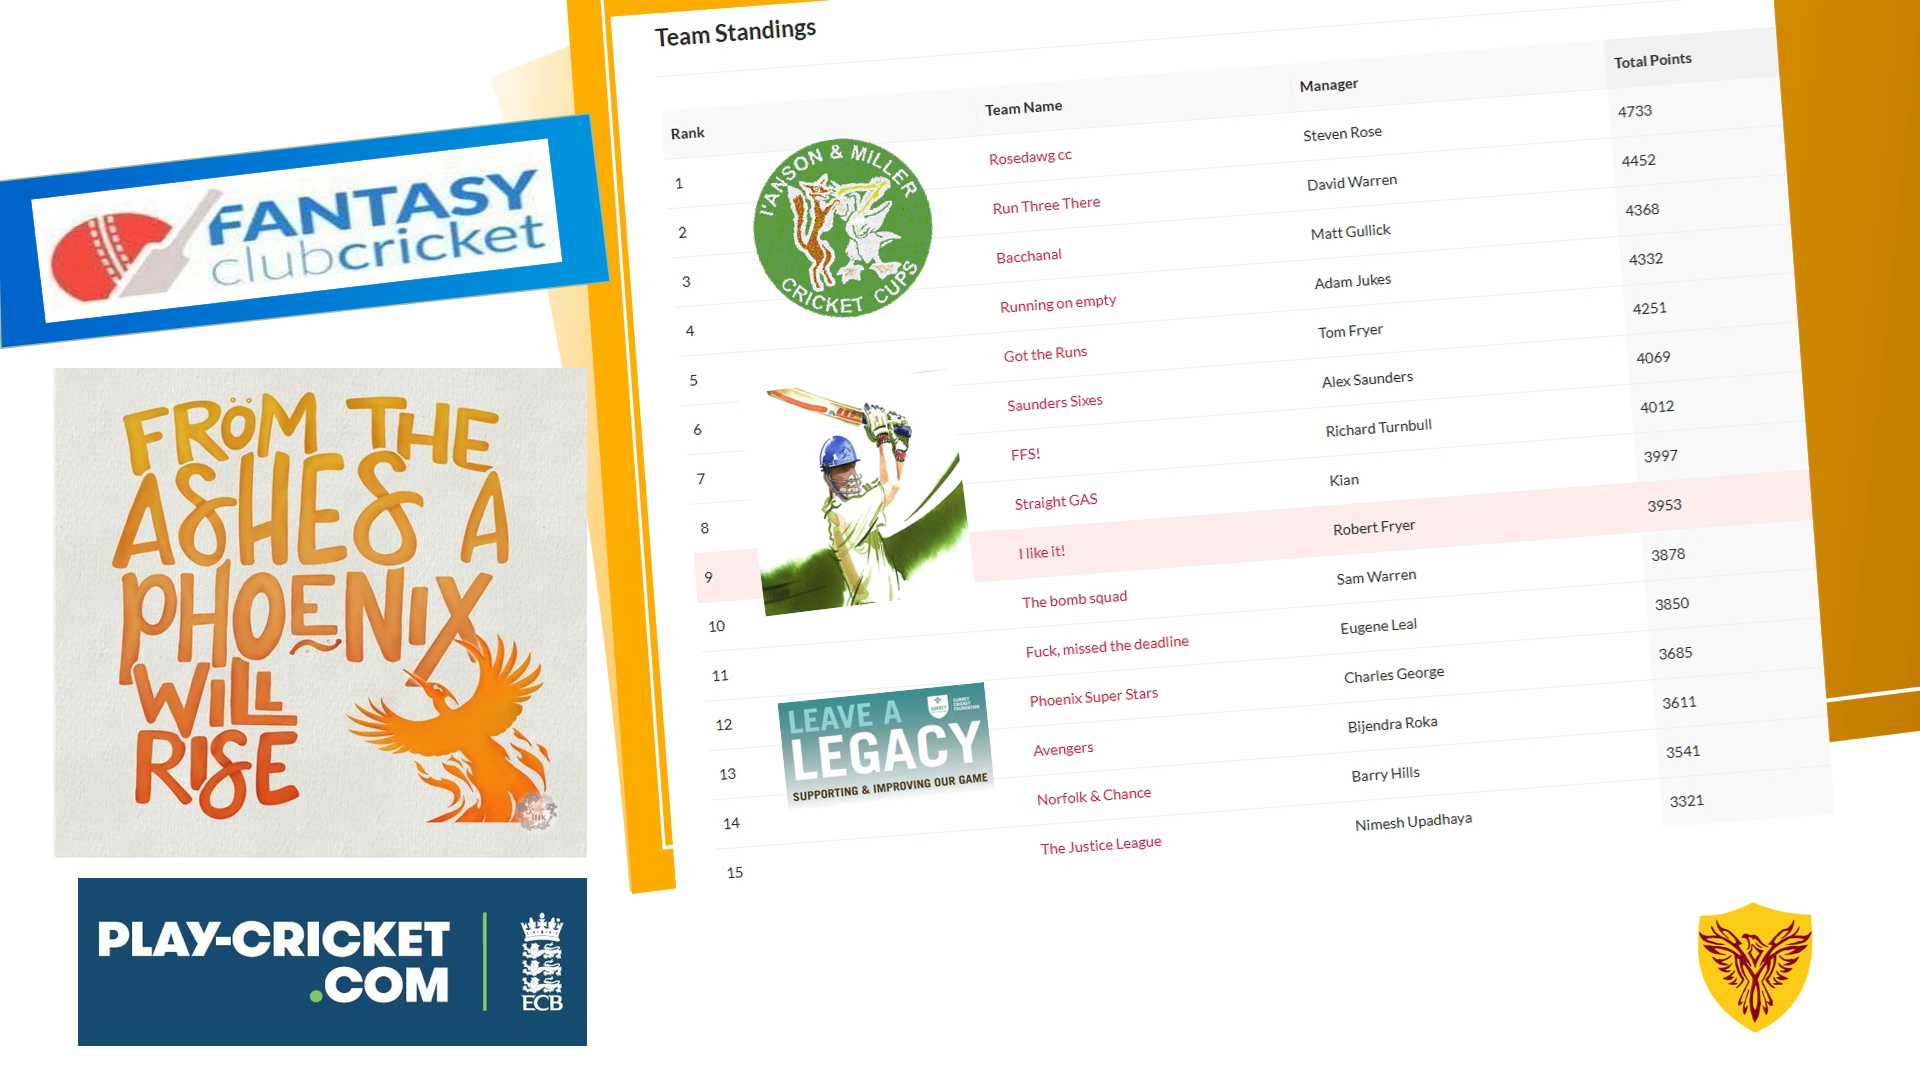 Team Standings
Rank Team Name Manager Total Points
1 Rosedawg cc Steven Rose 4733
2 Run Three There David Warren 4452
3 Bacchanal Matt Gullick 4368
4 Running on empty Adam Jukes 4332
5 Got the Runs Tom Fryer 4251
6 Saunders Sixes Alex Saunders 4069
7 FFS! Richard Turnbull 4012
8 Straight GAS Kian 3997
9 I like it! Robert Fryer 3953
10 The bomb squad Sam Warren 3878
11 Fuck, missed the deadline Eugene Leal 3850
12 Phoenix Super Stars Charles George 3685
13 Avengers Bijendra Roka 3611
14 Norfolk & Chance Barry Hills 3541
15 The Justice League Nimesh Upadhaya 3321
I'ANSON & MILLER
CRICKET CUPS
LEAVE A
LEGACY
SUPPORTING & IMPROVING OUR GAME
SURREY
CRICKET
FOUNDATION
FANTASY
clubcricket
FROM THE
ASHES A
PHOENIX
WILL
RISE
INK
PLAY-CRICKET
.COM
ECB